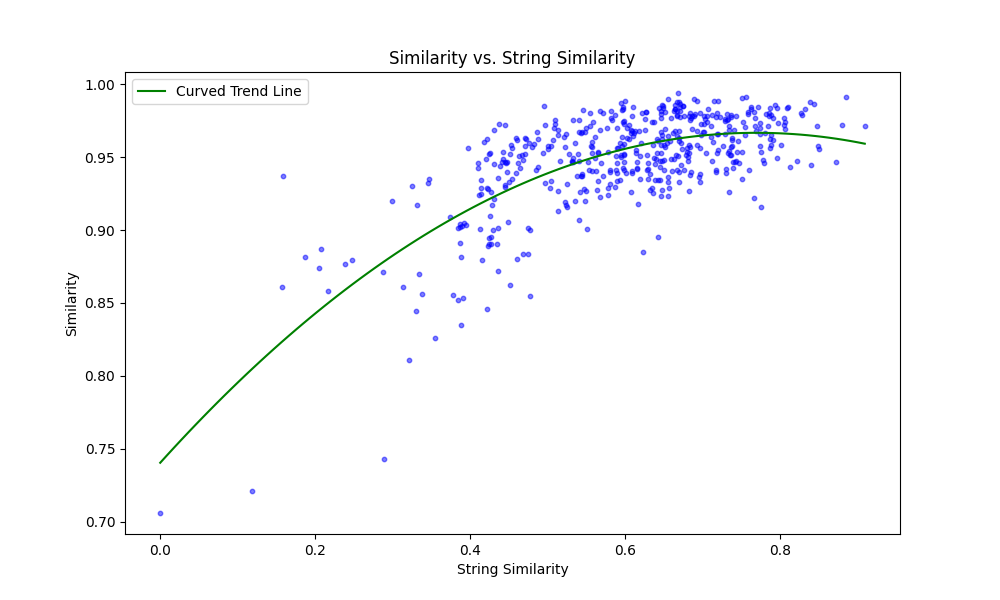 Similarity vs. String Similarity
Curved Trend Line
1.00
0.95
0.90
0.85
0.80
0.75
0.70
Similarity
0.0 0.2 0.4 0.6 0.8
String Similarity